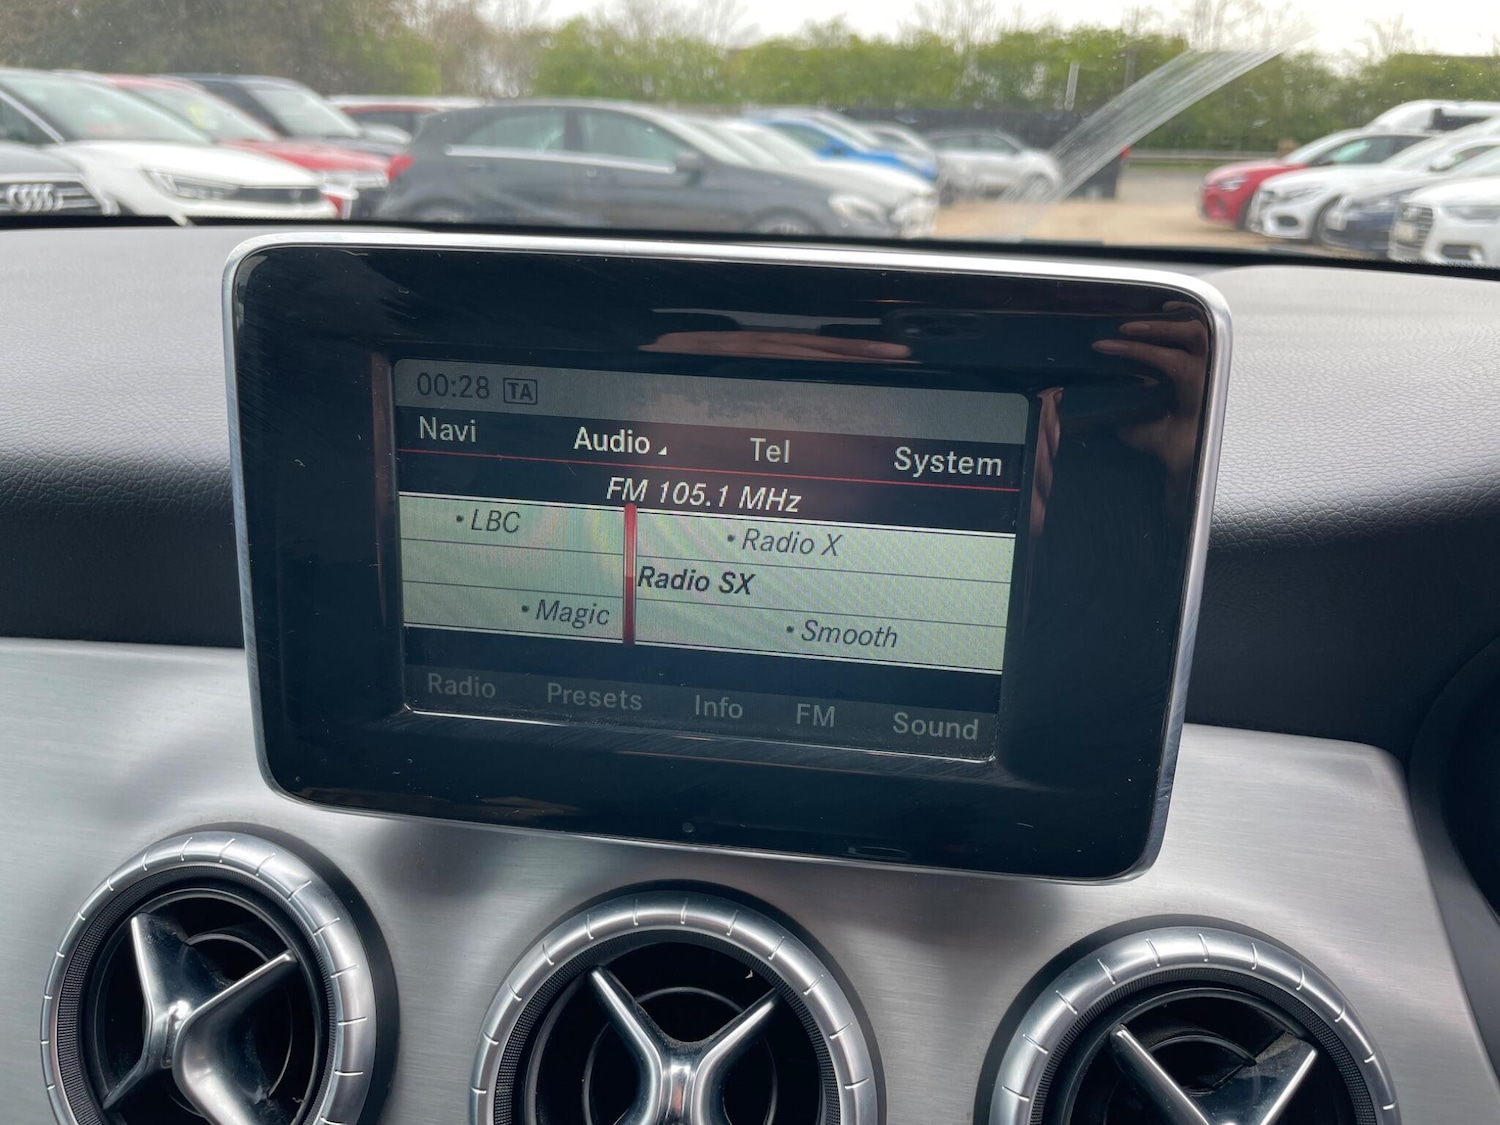 00:28 TA
Navi Audio Tel System
FM 105.1 MHz
• LBC • Radio X
Radio SX
• Magic • Smooth
Radio Presets Info FM Sound